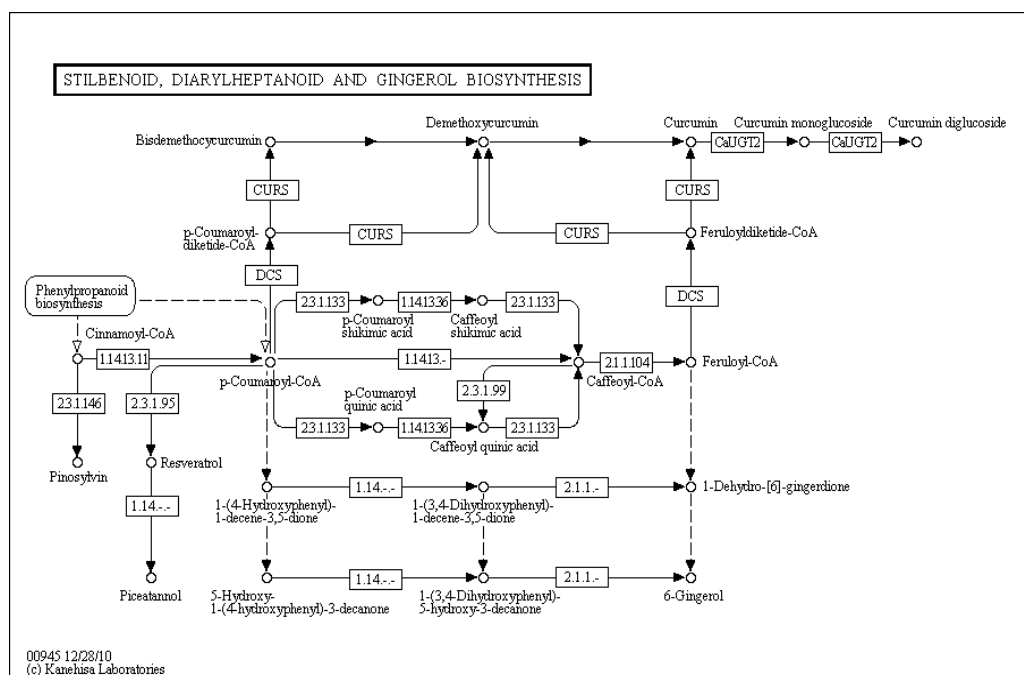 STILBENOID, DIARYLHEPTANOID AND GINGEROL BIOSYNTHESIS
Bisdemethocycurcumin
Demethoxycurcumin
Curcumin
Curcumin monoglucoside
Curcumin diglucoside
CaUGT2
CaUGT2
CURS
CURS
p-Coumaroyl-
diketide-CoA
CURS
CURS
Feruloyldiketide-CoA
DCS
DCS
Phenylpropanoid
biosynthesis
2.3.1.133
1.14.13.36
2.3.1.133
p-Coumaroyl
shikimic acid
Caffeoyl
shikimic acid
Cinnamoyl-CoA
1.14.13.11
1.14.13.-
2.1.1.104
Feruloyl-CoA
p-Coumaroyl-CoA
Caffeoyl-CoA
2.3.1.146
2.3.1.95
p-Coumaroyl
quinic acid
2.3.1.99
2.3.1.133
1.14.13.36
2.3.1.133
Caffeoyl quinic acid
Pinosylvin
Resveratrol
1.14.-.-
1.14.-.-
2.1.1.-
1-Dehydro-[6]-gingerdione
1-(4-Hydroxyphenyl)-
1-decene-3,5-dione
1-(3,4-Dihydroxyphenyl)-
1-decene-3,5-dione
1.14.-.-
2.1.1.-
Piceatannol
5-Hydroxy-
1-(4-hydroxyphenyl)-3-decanone
1-(3,4-Dihydroxyphenyl)-
5-hydroxy-3-decanone
6-Gingerol
00945 12/28/10
(c) Kanehisa Laboratories